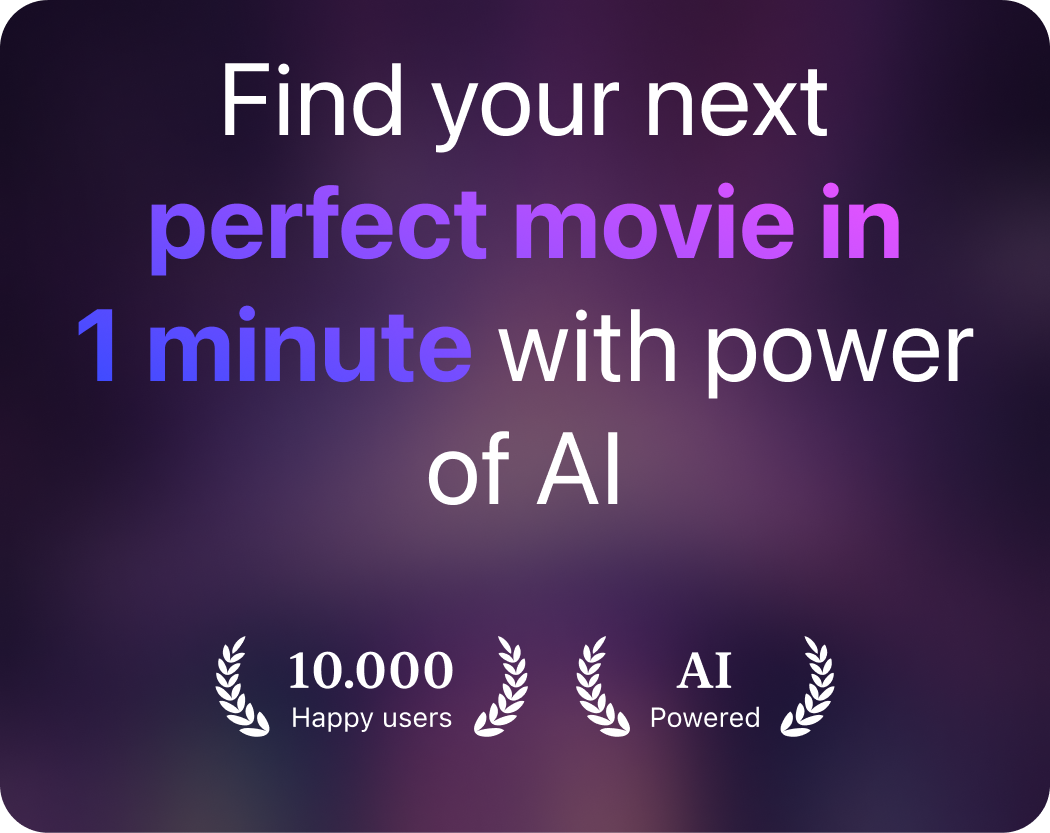 Find your next
perfect movie in
1 minute with power
of AI
10.000
Happy users
AI
Powered